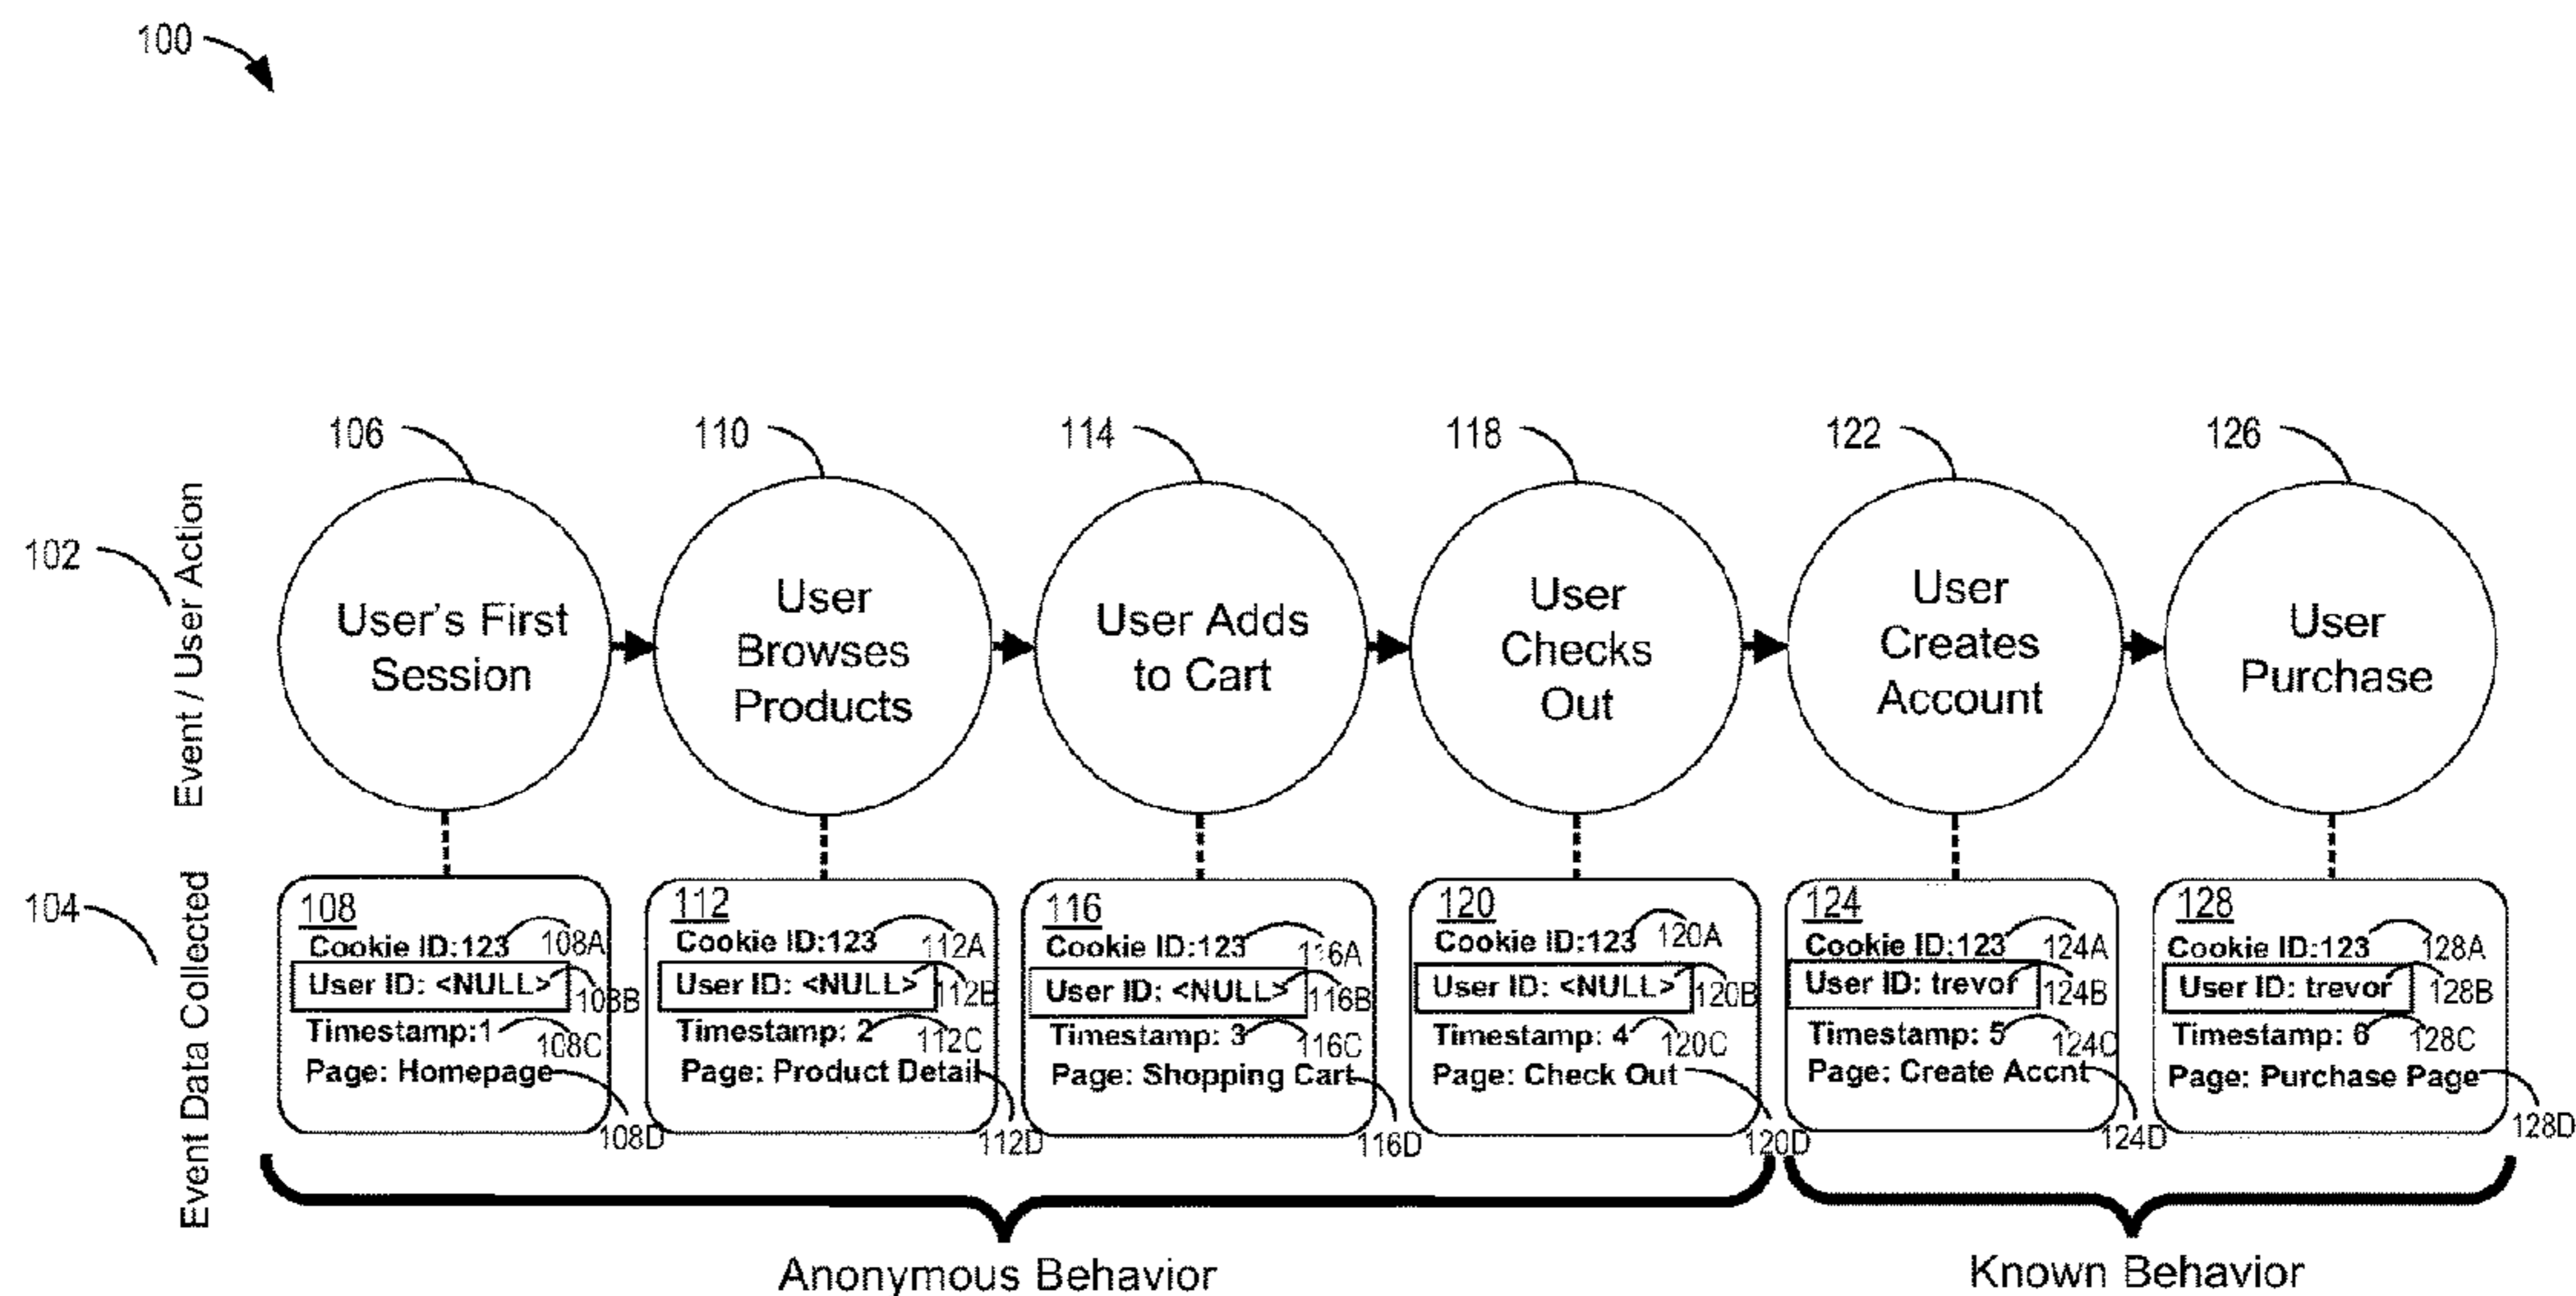 100
106
110
114
118
122
126
102
Event / User Action
User's First
Session
User
Browses
Products
User Adds
to Cart
User
Checks
Out
User
Creates
Account
User
Purchase
104
Event Data Collected
108
Cookie ID:123 108A
User ID: <NULL> 108B
Timestamp:1 108C
Page: Homepage
108D
112
Cookie ID:123 112A
User ID: <NULL> 112B
Timestamp: 2 112C
Page: Product Detail
112D
116
Cookie ID:123 116A
User ID: <NULL> 116B
Timestamp: 3 116C
Page: Shopping Cart
116D
120
Cookie ID:123 120A
User ID: <NULL> 120B
Timestamp: 4 120C
Page: Check Out
120D
124
Cookie ID:123 124A
User ID: trevor 124B
Timestamp: 5 124C
Page: Create Accnt
124D
128
Cookie ID:123 128A
User ID: trevor 128B
Timestamp: 6 128C
Page: Purchase Page
128D
Anonymous Behavior
Known Behavior